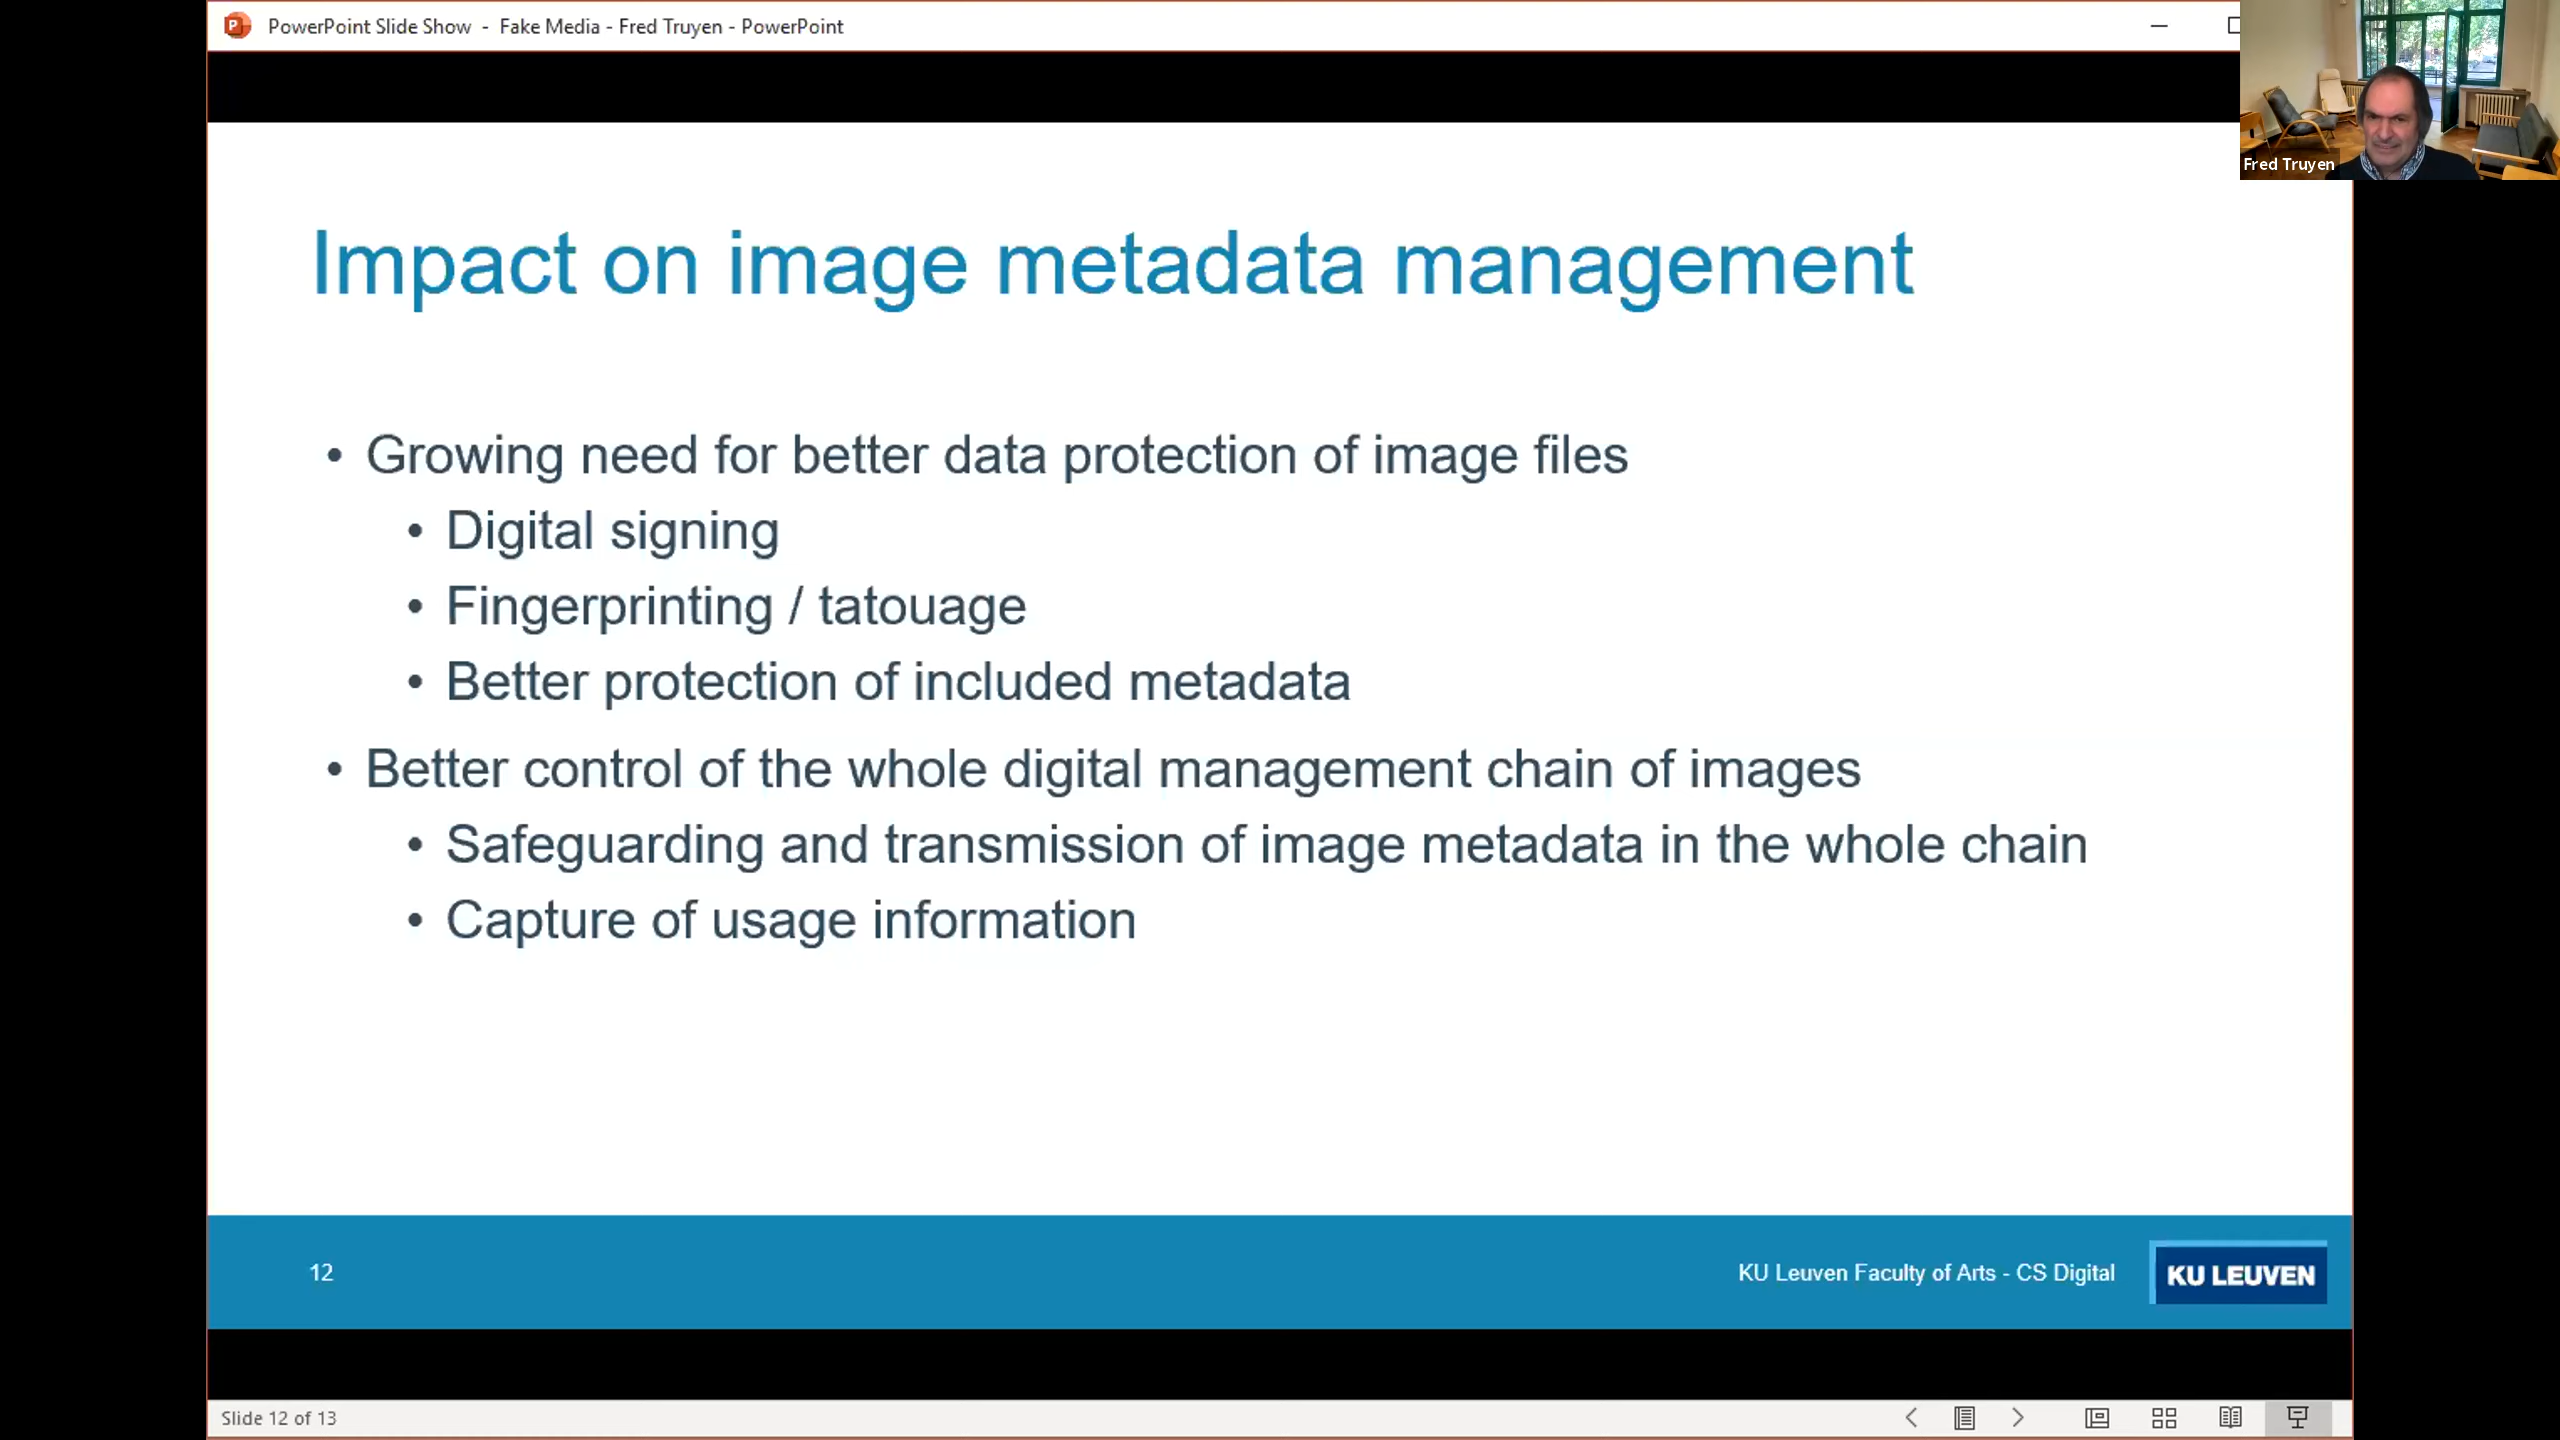 PowerPoint Slide Show - Fake Media - Fred Truyen - PowerPoint
Fred Truyen
Impact on image metadata management
• Growing need for better data protection of image files
• Digital signing
• Fingerprinting / tatouage
• Better protection of included metadata
• Better control of the whole digital management chain of images
• Safeguarding and transmission of image metadata in the whole chain
• Capture of usage information
12
KU Leuven Faculty of Arts - CS Digital
KU LEUVEN
Slide 12 of 13